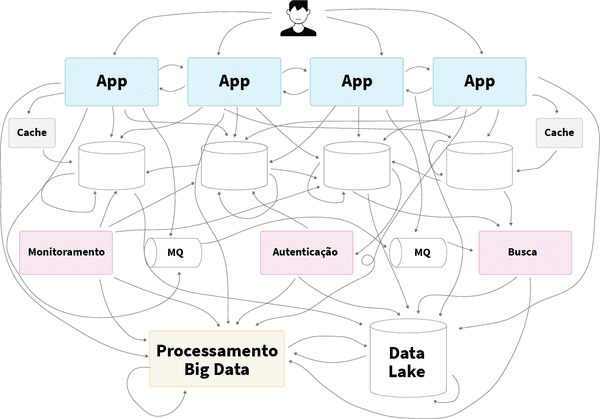 App
App
App
App
Cache
Cache
Monitoramento
MQ
Autenticação
MQ
Busca
Processamento
Big Data
Data
Lake